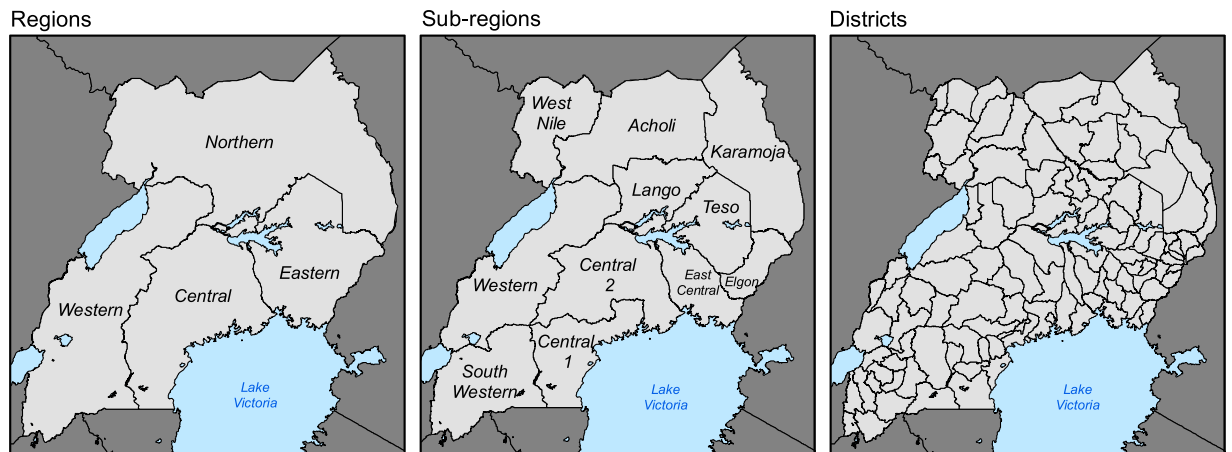 Regions
Northern
Eastern
Central
Western
Lake
Victoria
Sub-regions
West
Nile
Acholi
Karamoja
Lango
Teso
Central
2
East
Central
Elgon
Western
Central
1
South
Western
Lake
Victoria
Districts
Lake
Victoria